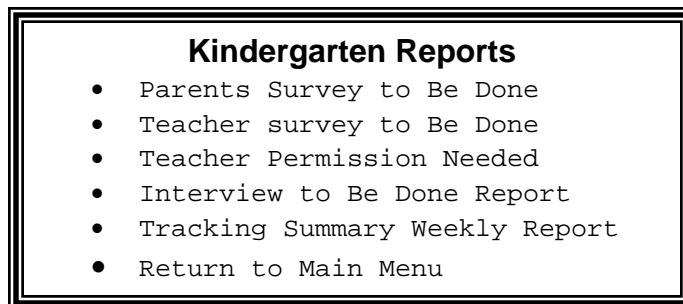 Kindergarten Reports
• Parents Survey to Be Done
• Teacher survey to Be Done
• Teacher Permission Needed
• Interview to Be Done Report
• Tracking Summary Weekly Report
• Return to Main Menu